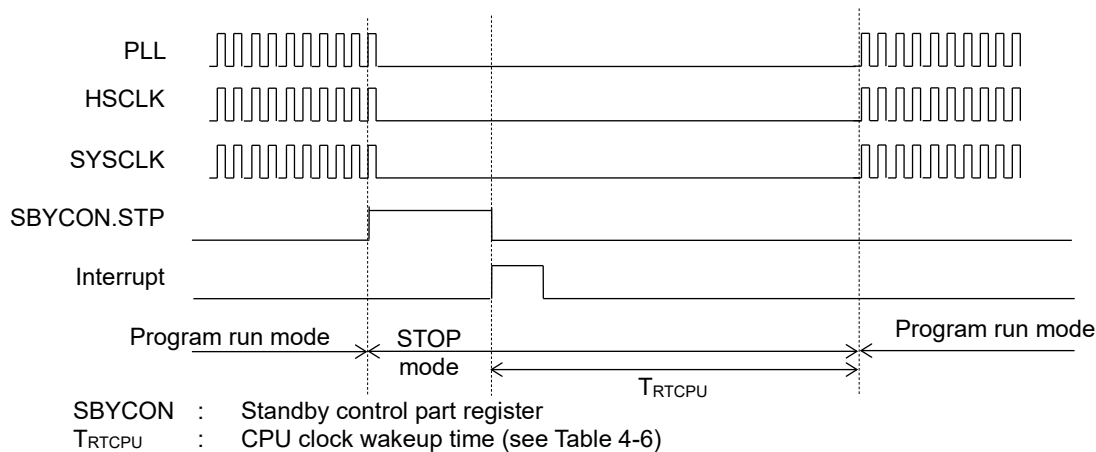 PLL
HSCLK
SYSCLK
SBYCON.STP
Interrupt
Program run mode
STOP
mode
Program run mode
TRTCPU
SBYCON : Standby control part register
TRTCPU : CPU clock wakeup time (see Table 4-6)